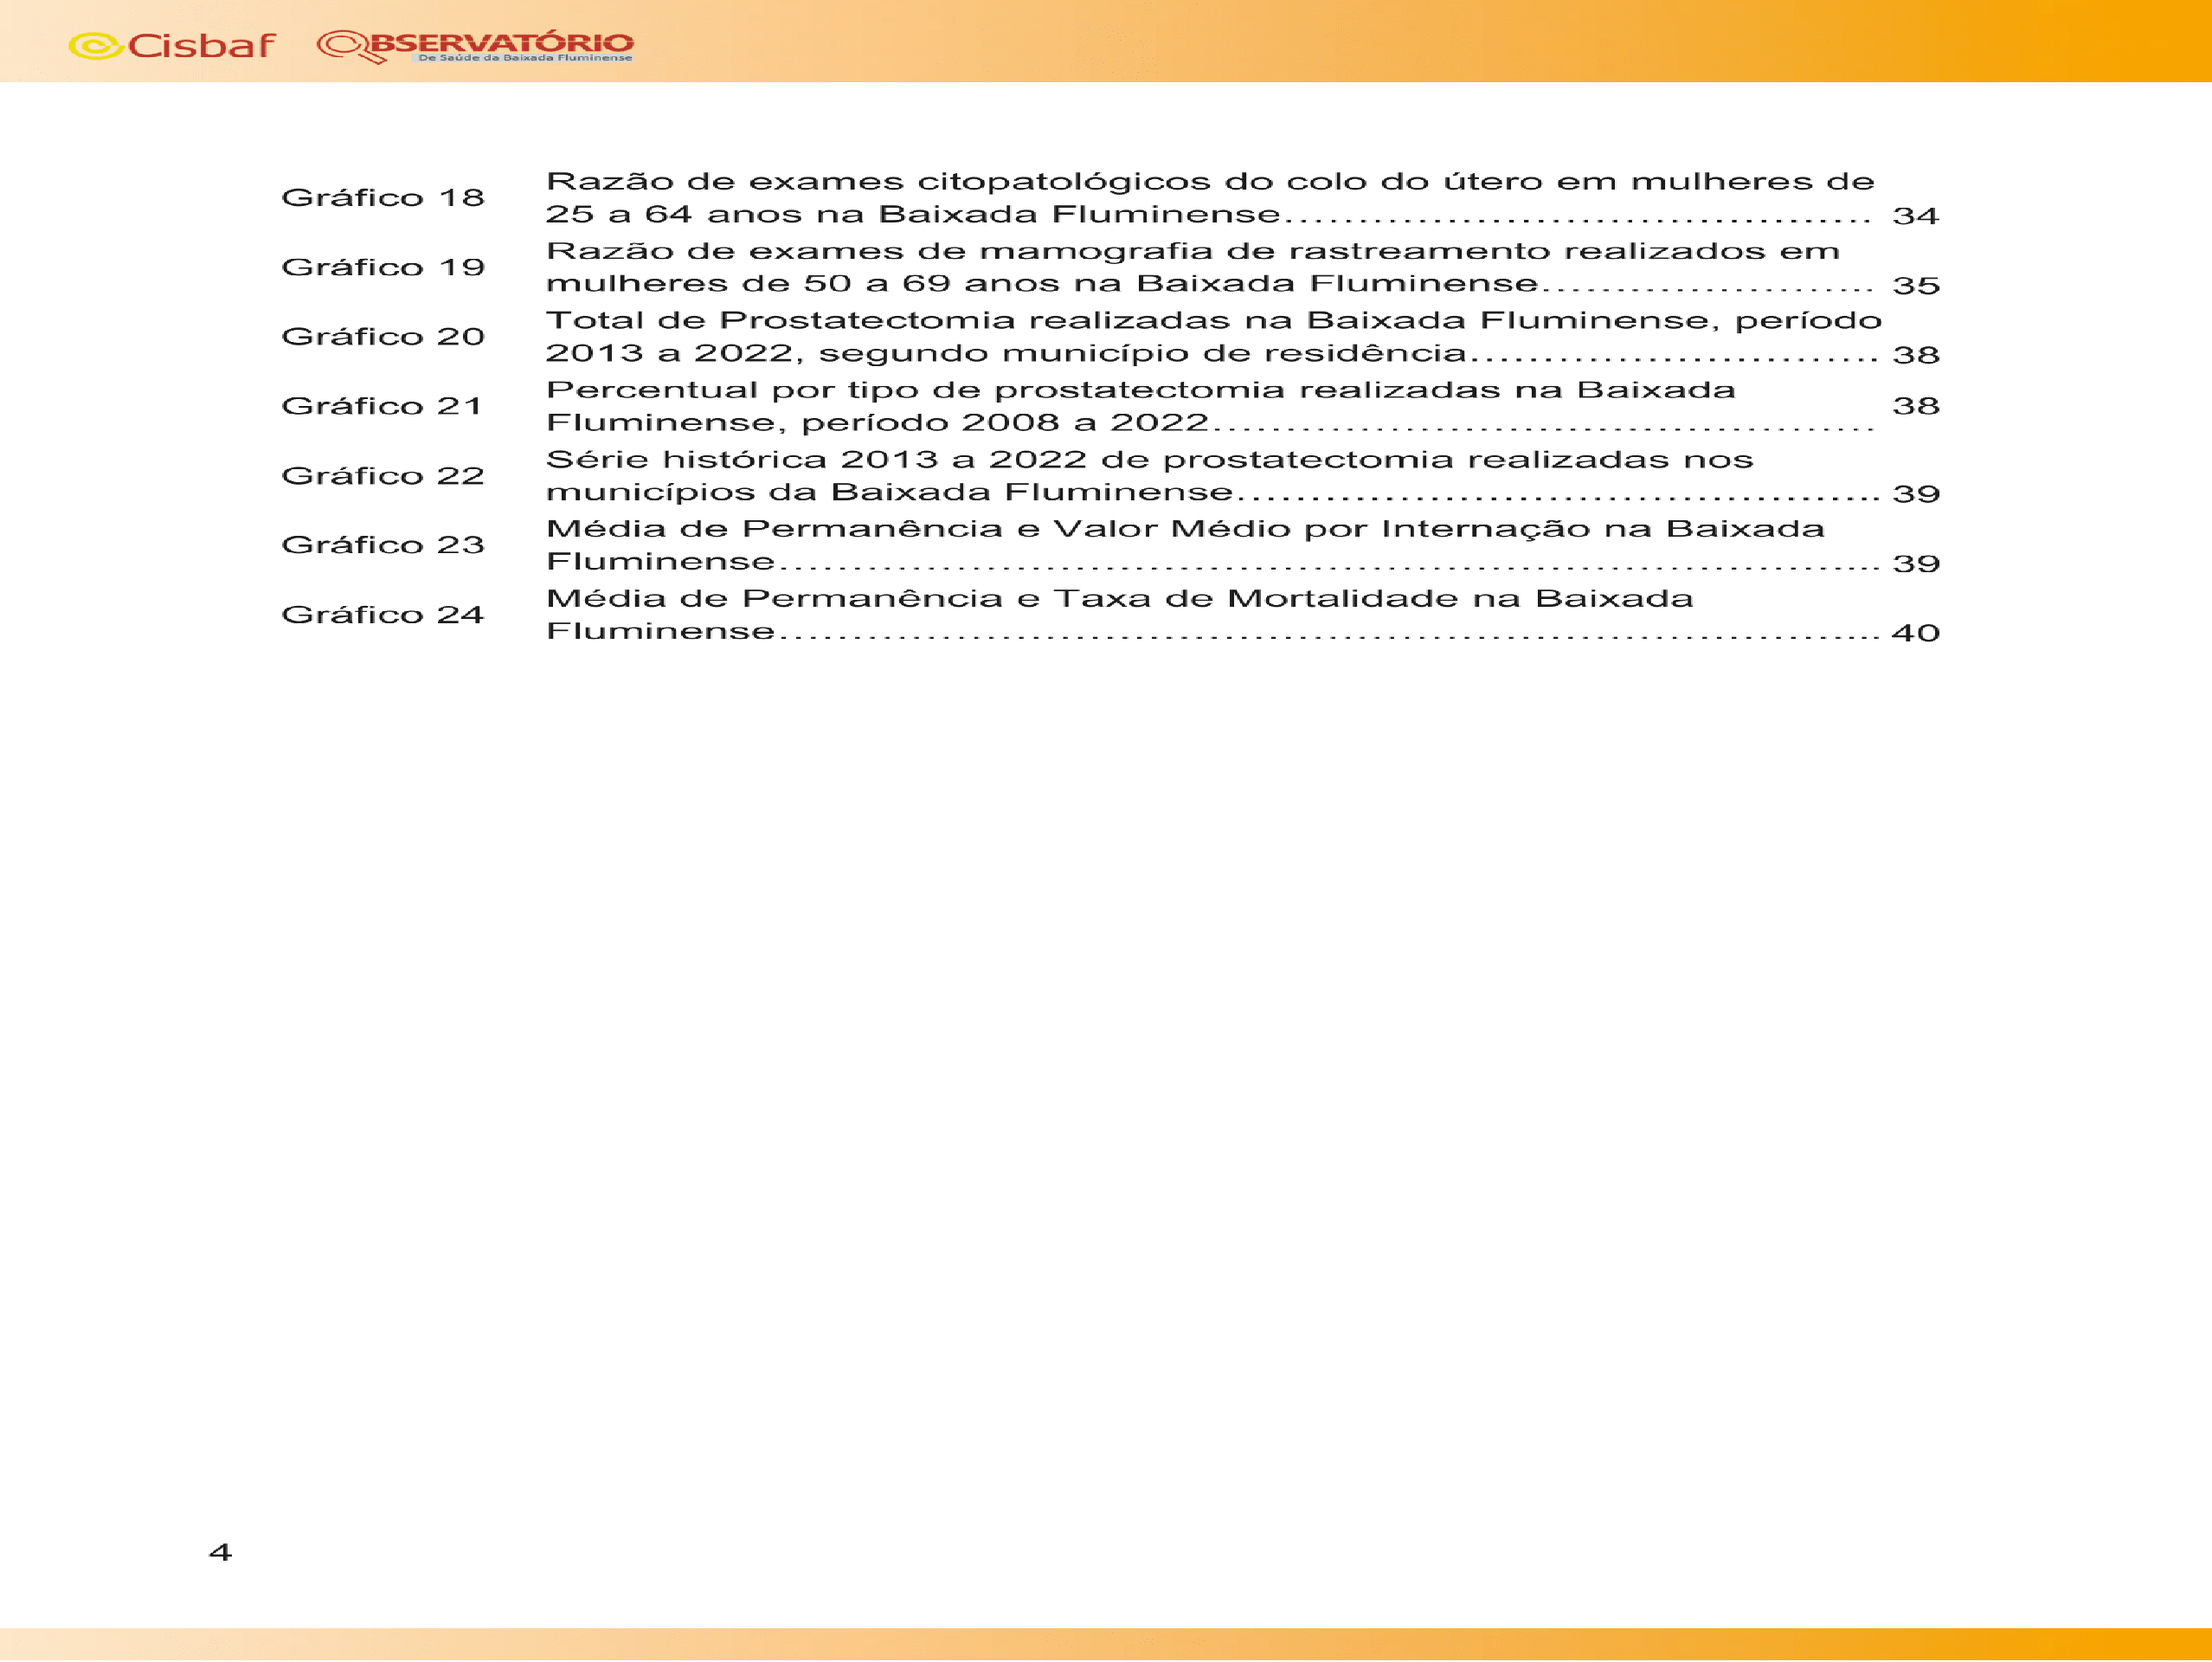 Cisbaf OBSERVATÓRIO
De Saúde da Baixada Fluminense
Gráfico 18 Razão de exames citopatológicos do colo do útero em mulheres de
25 a 64 anos na Baixada Fluminense........................................ 34
Gráfico 19 Razão de exames de mamografia de rastreamento realizados em
mulheres de 50 a 69 anos na Baixada Fluminense....................... 35
Gráfico 20 Total de Prostatectomia realizadas na Baixada Fluminense, período
2013 a 2022, segundo município de residência............................ 38
Gráfico 21 Percentual por tipo de prostatectomia realizadas na Baixada
Fluminense, período 2008 a 2022............................................. 38
Gráfico 22 Série histórica 2013 a 2022 de prostatectomia realizadas nos
municípios da Baixada Fluminense............................................ 39
Gráfico 23 Média de Permanência e Valor Médio por Internação na Baixada
Fluminense........................................................................... 39
Gráfico 24 Média de Permanência e Taxa de Mortalidade na Baixada
Fluminense........................................................................... 40
4